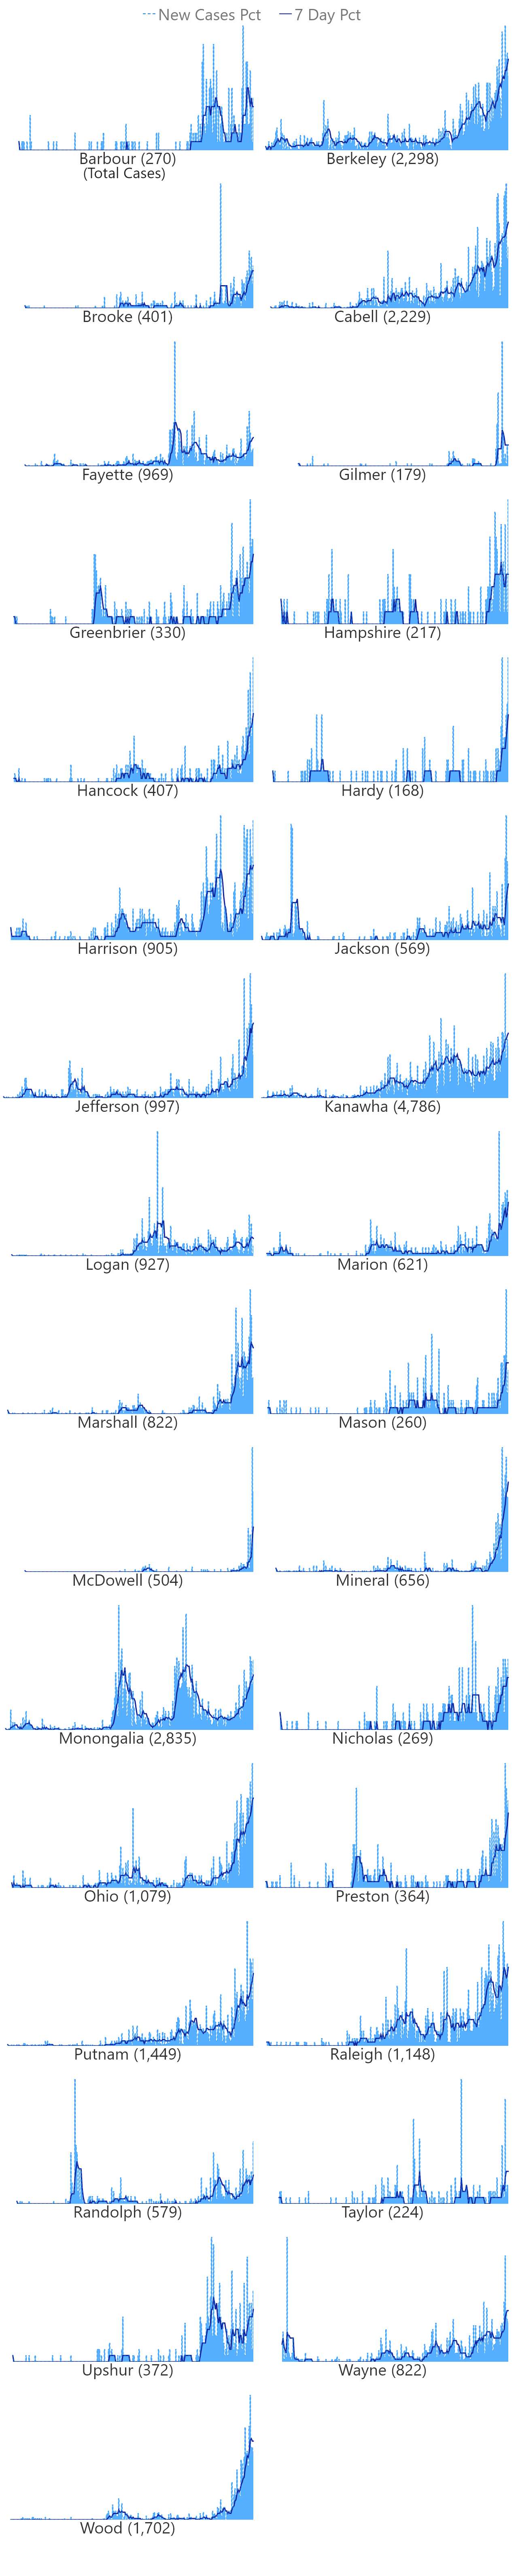 New Cases Pct 7 Day Pct
Barbour (270) Berkeley (2,298)
(Total Cases)
Brooke (401) Cabell (2,229)
Fayette (969) Gilmer (179)
Greenbrier (330) Hampshire (217)
Hancock (407) Hardy (168)
Harrison (905) Jackson (569)
Jefferson (997) Kanawha (4,786)
Logan (927) Marion (621)
Marshall (822) Mason (260)
McDowell (504) Mineral (656)
Monongalia (2,835) Nicholas (269)
Ohio (1,079) Preston (364)
Putnam (1,449) Raleigh (1,148)
Randolph (579) Taylor (224)
Upshur (372) Wayne (822)
Wood (1,702)